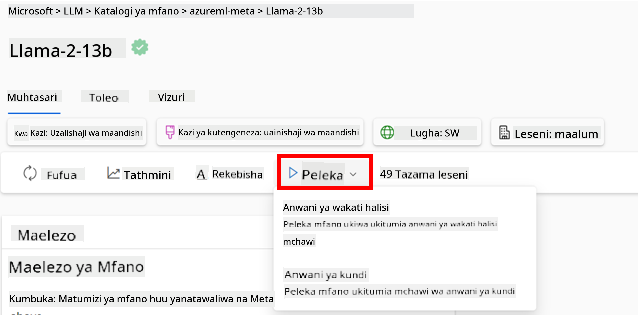 Microsoft > LLM > Katalogi ya mfano > azureml-meta > Llama-2-13b
Llama-2-13b
Muhtasari Toleo Vizuri
Kwa Kazi: Uzalishaji wa maandishi Kazi ya kutengeneza: uainishaji wa maandishi Lugha: SW Leseni: maalum
Fufua Tathmini Rekebisha Peleka 49 Tazama leseni
Anwani ya wakati halisi
Peleka mfano ukiwa ukitumia anwani ya wakati halisi
mchawi
Anwani ya kundi
Peleka mfano ukitumia mchawi wa anwani ya kundi
Maelezo
Maelezo ya Mfano
Kumbuka: Matumizi ya mfano huu yanatawaliwa na Meta